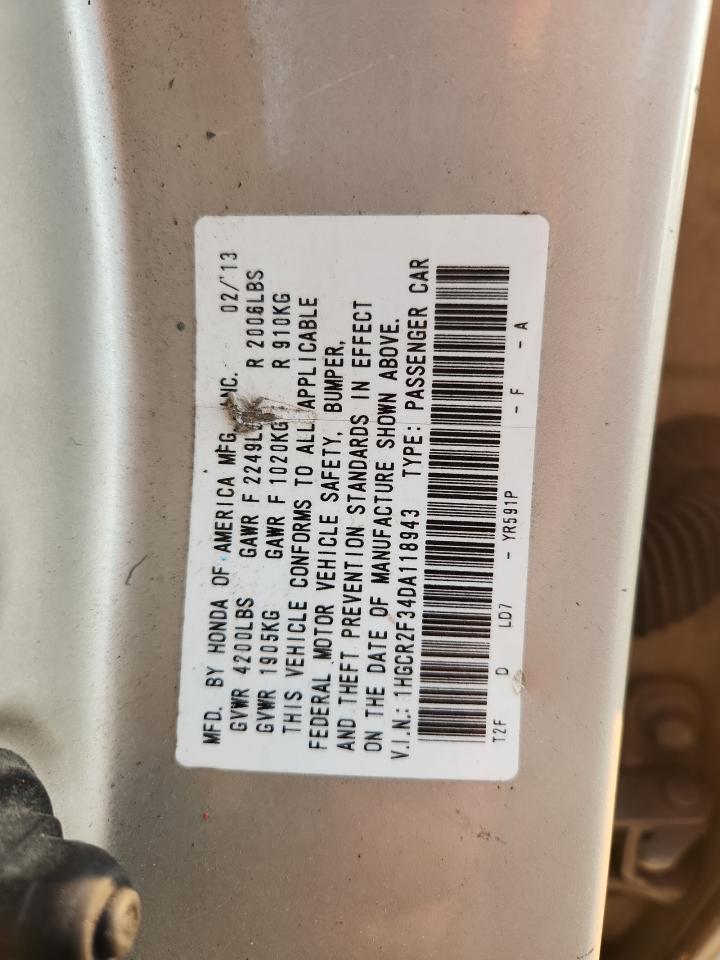 MFD. BY HONDA OF AMERICA MFG. INC. 02/'13
GVWR 4200LBS GAWR F 2249LBS R 2006LBS
GVWR 1905KG GAWR F 1020KG R 910KG
THIS VEHICLE CONFORMS TO ALL APPLICABLE
FEDERAL MOTOR VEHICLE SAFETY, BUMPER,
AND THEFT PREVENTION STANDARDS IN EFFECT
ON THE DATE OF MANUFACTURE SHOWN ABOVE.
V.I.N.: 1HGCR2F34DA118943 TYPE: PASSENGER CAR
T2F D LD7 - YR591P - F - A